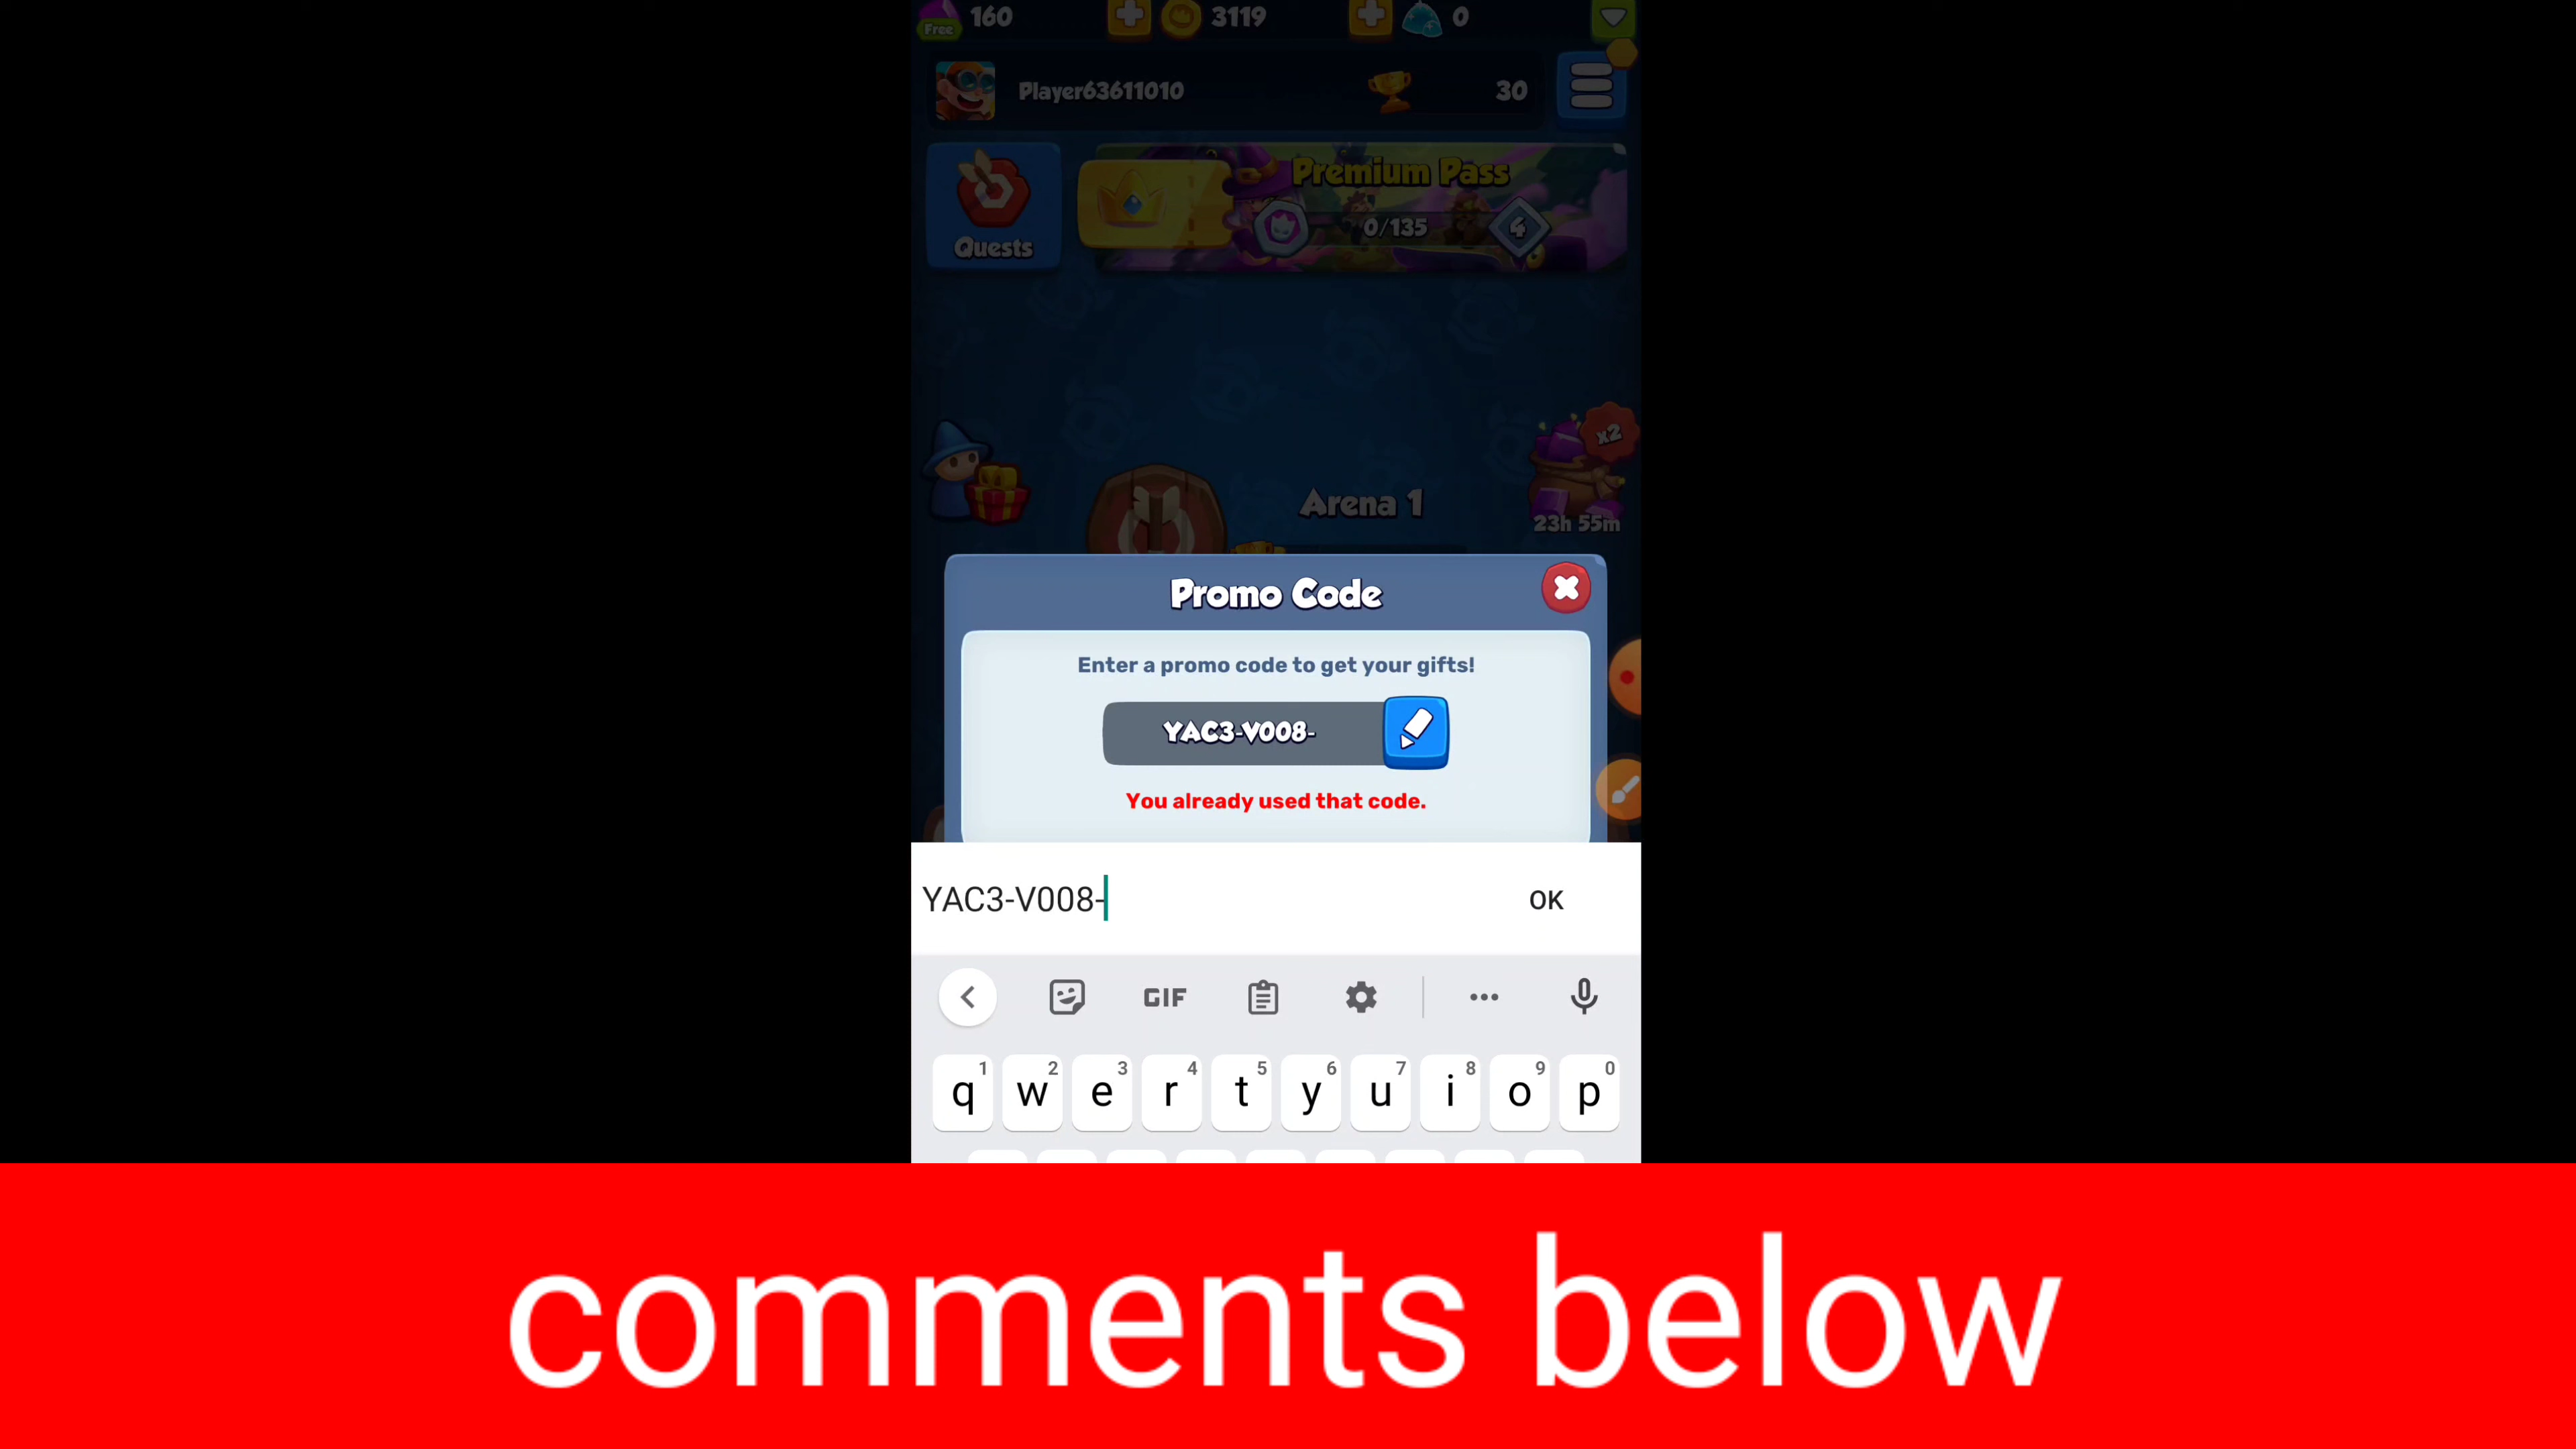 160 3119 0
Free
Player63611010 30
Premium Pass
0/135 4
Quests
x2
Arena 1
23h 55m
Promo Code
Enter a promo code to get your gifts!
YAC3-V008-
You already used that code.
YAC3-V008- OK
GIF
1 2 3 4 5 6 7 8 9 0
q w e r t y u i o p
comments below